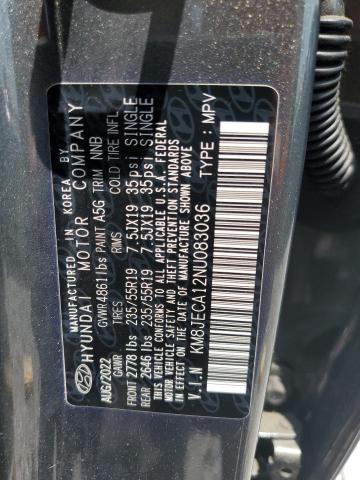 MANUFACTURED IN KOREA BY
HYUNDAI MOTOR COMPANY
AUG/2022 GVWR 4861 lbs PAINT A5G TRIM NNB
GAWR TIRES RIMS COLD TIRE INFL
FRONT 2778 lbs 235/55R19 7.5JX19 35psi SINGLE
REAR 2646 lbs 235/55R19 7.5JX19 35psi SINGLE
THIS VEHICLE CONFORMS TO ALL APPLICABLE U.S.A. FEDERAL
MOTOR VEHICLE SAFETY, BUMPER AND THEFT PREVENTION STANDARDS
IN EFFECT ON THE DATE OF MANUFACTURE SHOWN ABOVE.
V.I.N KM8JECA12NU083036 TYPE: MPV